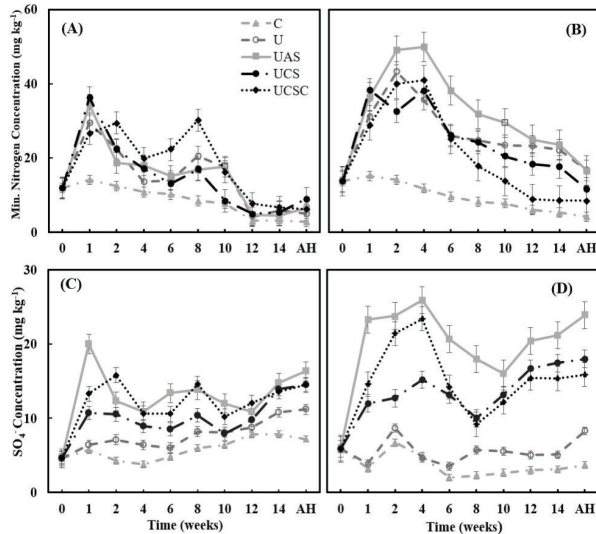 Min. Nitrogen Concentration (mg kg⁻¹)
60
40
20
0
(A)
C
U
UAS
UCS
UCSC
0 1 2 4 6 8 10 12 14 AH
(B)
0 1 2 4 6 8 10 12 14 AH
SO₄⁻ Concentration (mg kg⁻¹)
30
20
10
0
(C)
0 1 2 4 6 8 10 12 14 AH
Time (weeks)
(D)
0 1 2 4 6 8 10 12 14 AH
Time (weeks)